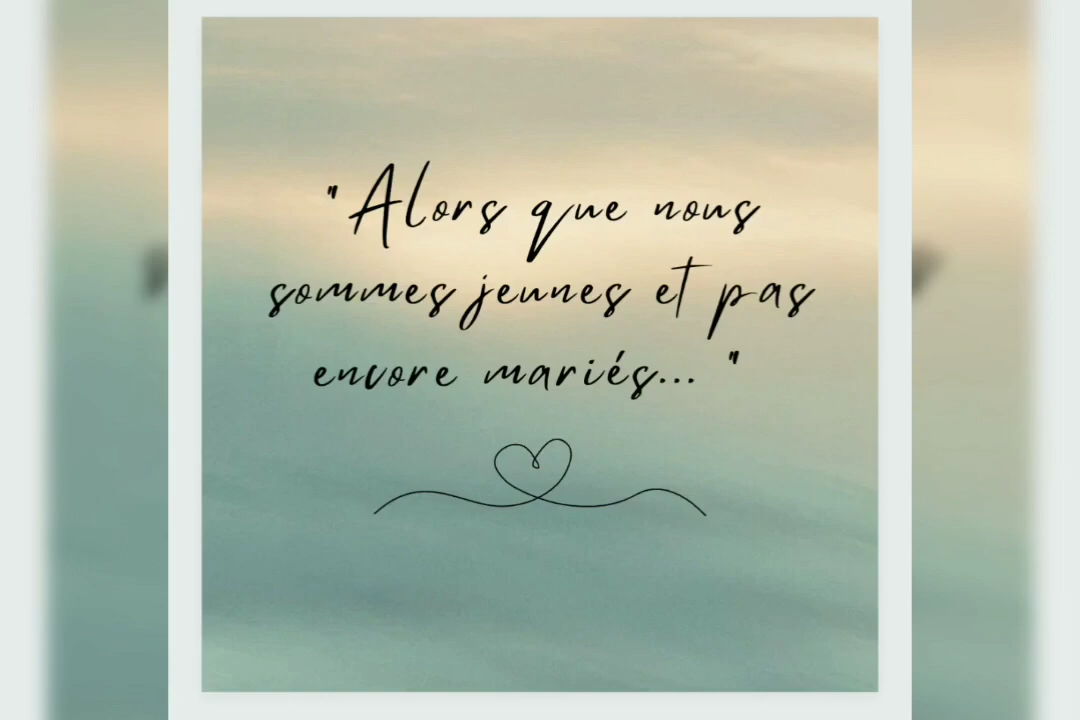 "Alors que nous
sommes jeunes et pas
encore mariés... "